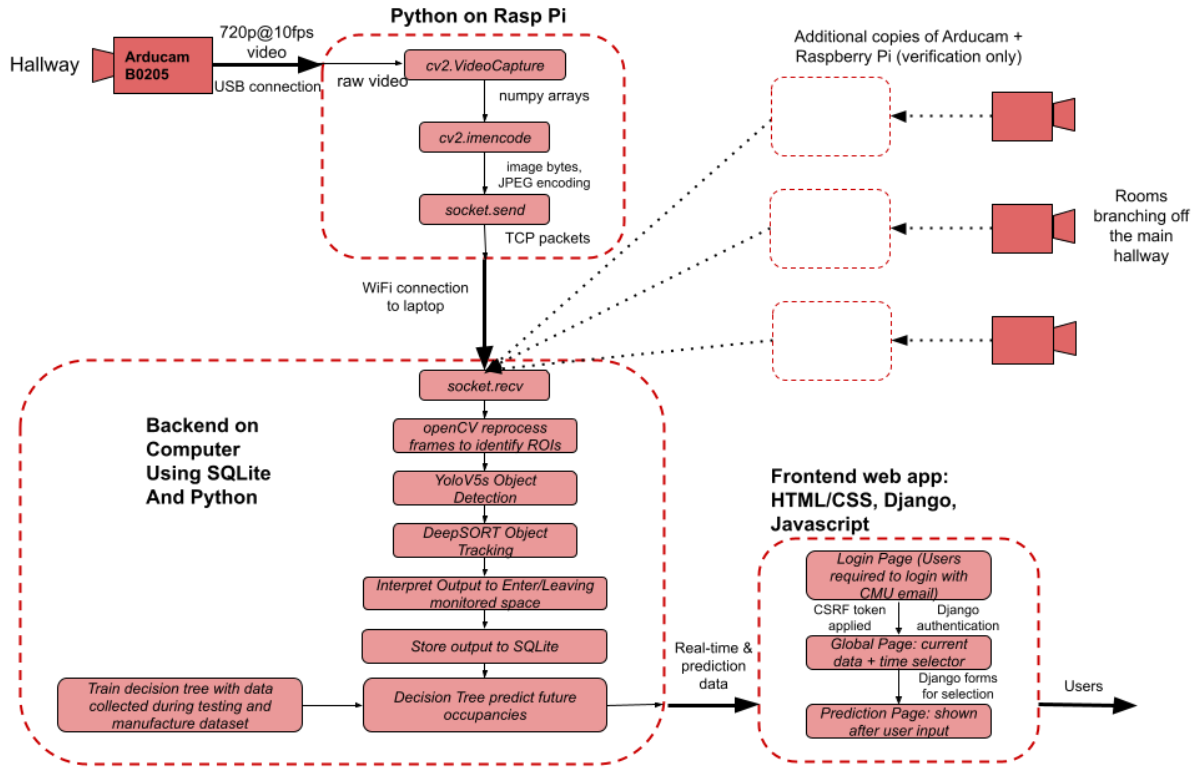 Python on Rasp Pi
720p@10fps
video
Hallway
Arducam
B0205
USB connection
raw video
cv2.VideoCapture
numpy arrays
cv2.imencode
image bytes,
JPEG encoding
socket.send
TCP packets
WiFi connection
to laptop
Additional copies of Arducam +
Raspberry Pi (verification only)
Rooms
branching off
the main
hallway
Backend on
Computer
Using SQLite
And Python
socket.recv
openCV reprocess
frames to identify ROIs
YoloV5s Object
Detection
DeepSORT Object
Tracking
Interpret Output to Enter/Leaving
monitored space
Store output to SQLite
Train decision tree with data
collected during testing and
manufacture dataset
Decision Tree predict future
occupancies
Real-time &
prediction
data
Frontend web app:
HTML/CSS, Django,
Javascript
Login Page (Users
required to login with
CMU email)
CSRF token
applied
Django
authentication
Global Page: current
data + time selector
Django forms
for selection
Prediction Page: shown
after user input
Users